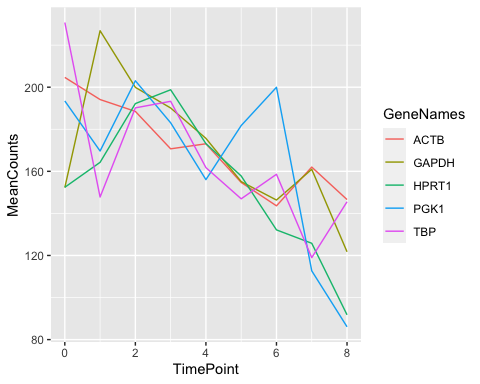 MeanCounts
200
160
120
80
0
2
4
6
8
TimePoint
GeneNames
ACTB
GAPDH
HPRT1
PGK1
TBP